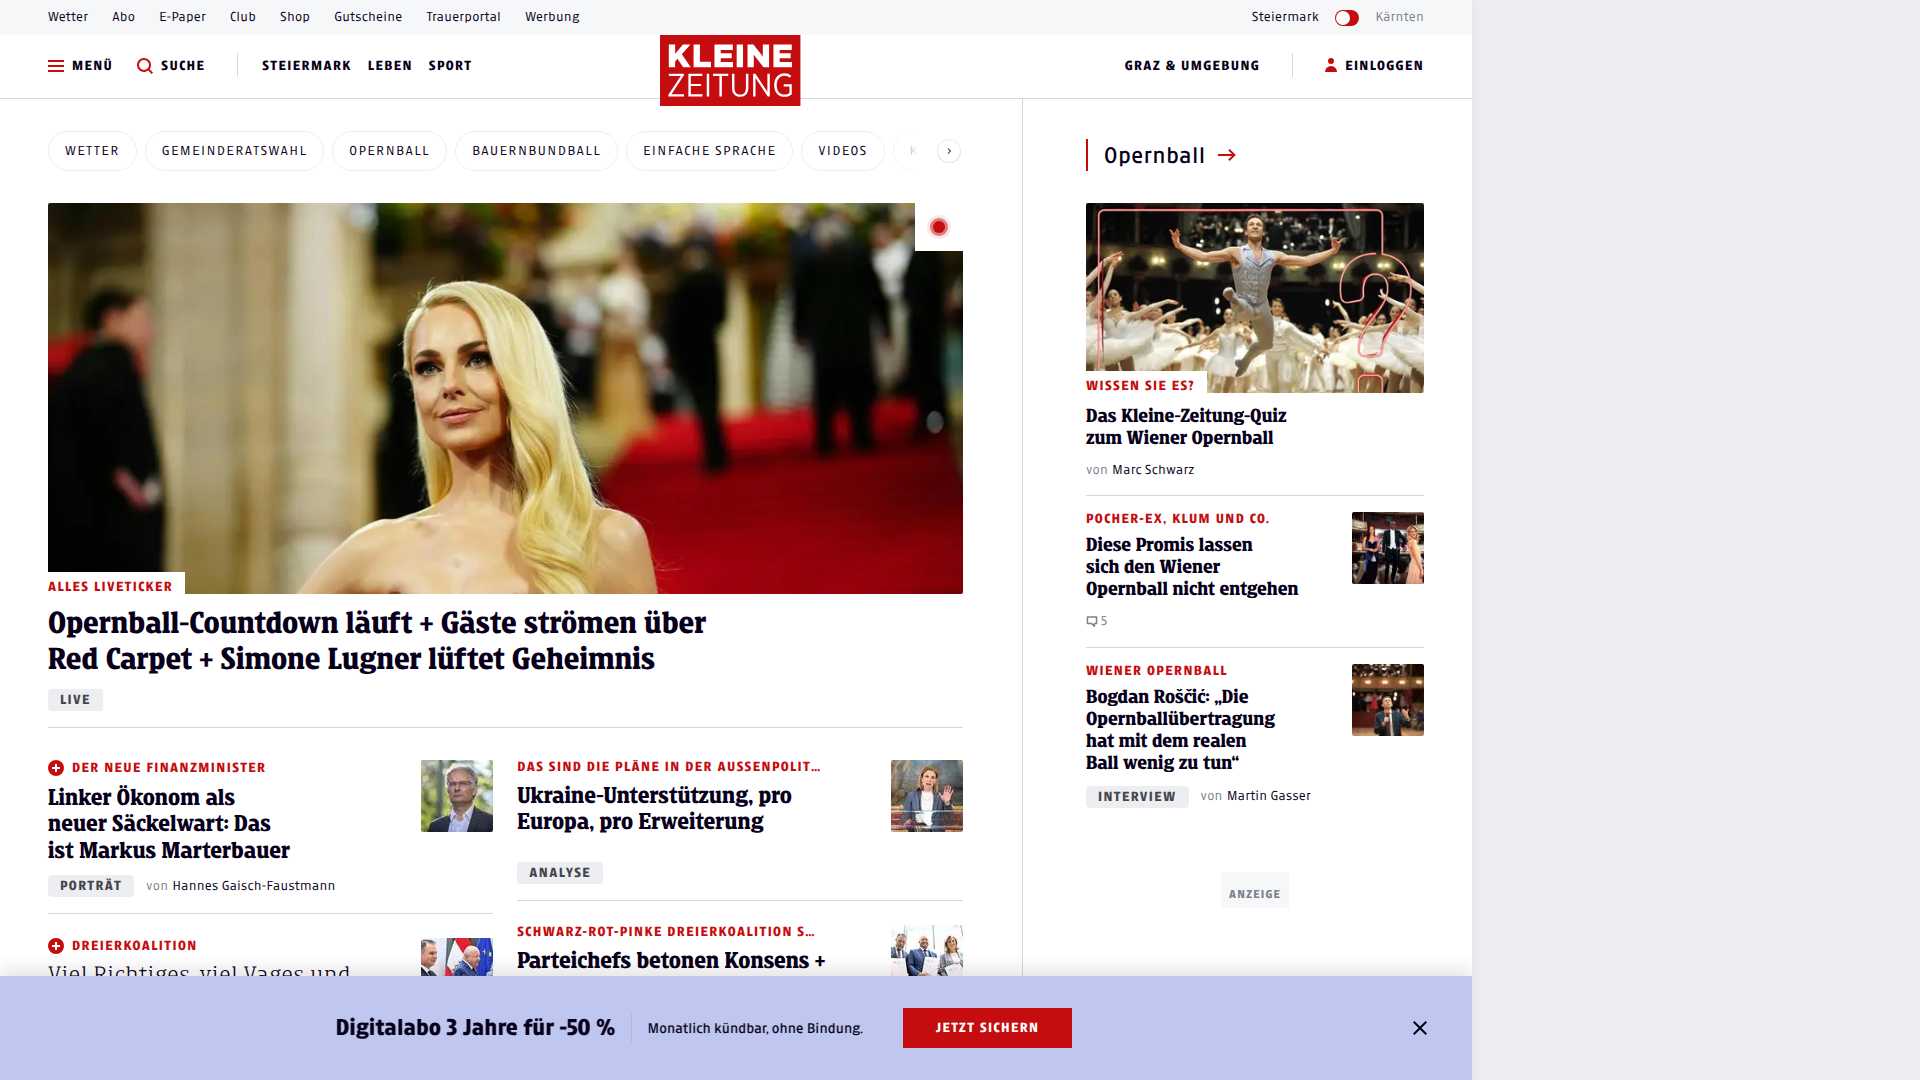 Wetter Abo E-Paper Club Shop Gutscheine Trauerportal Werbung Steiermark Kärnten
MENÜ SUCHE STEIERMARK LEBEN SPORT KLEINE ZEITUNG GRAZ & UMGEBUNG EINLOGGEN
WETTER GEMEINDERATSWAHL OPERNBALL BAUERNBUNDBALL EINFACHE SPRACHE VIDEOS
ALLES LIVETICKER
Opernball-Countdown läuft + Gäste strömen über
Red Carpet + Simone Lugner lüftet Geheimnis
LIVE
DER NEUE FINANZMINISTER
Linker Ökonom als
neuer Säckelwart: Das
ist Markus Marterbauer
PORTRÄT von Hannes Gaisch-Faustmann
DREIERKOALITION
Viel Richtiges, viel Vages und
DAS SIND DIE PLÄNE IN DER AUSSENPOLIT...
Ukraine-Unterstützung, pro
Europa, pro Erweiterung
ANALYSE
SCHWARZ-ROT-PINKE DREIERKOALITION S...
Parteichefs betonen Konsens +
Opernball
WISSEN SIE ES?
Das Kleine-Zeitung-Quiz
zum Wiener Opernball
von Marc Schwarz
POCHER-EX, KLUM UND CO.
Diese Promis lassen
sich den Wiener
Opernball nicht entgehen
5
WIENER OPERNBALL
Bogdan Roščić: „Die
Opernballübertragung
hat mit dem realen
Ball wenig zu tun“
INTERVIEW von Martin Gasser
ANZEIGE
Digitalabo 3 Jahre für -50 % Monatlich kündbar, ohne Bindung. JETZT SICHERN